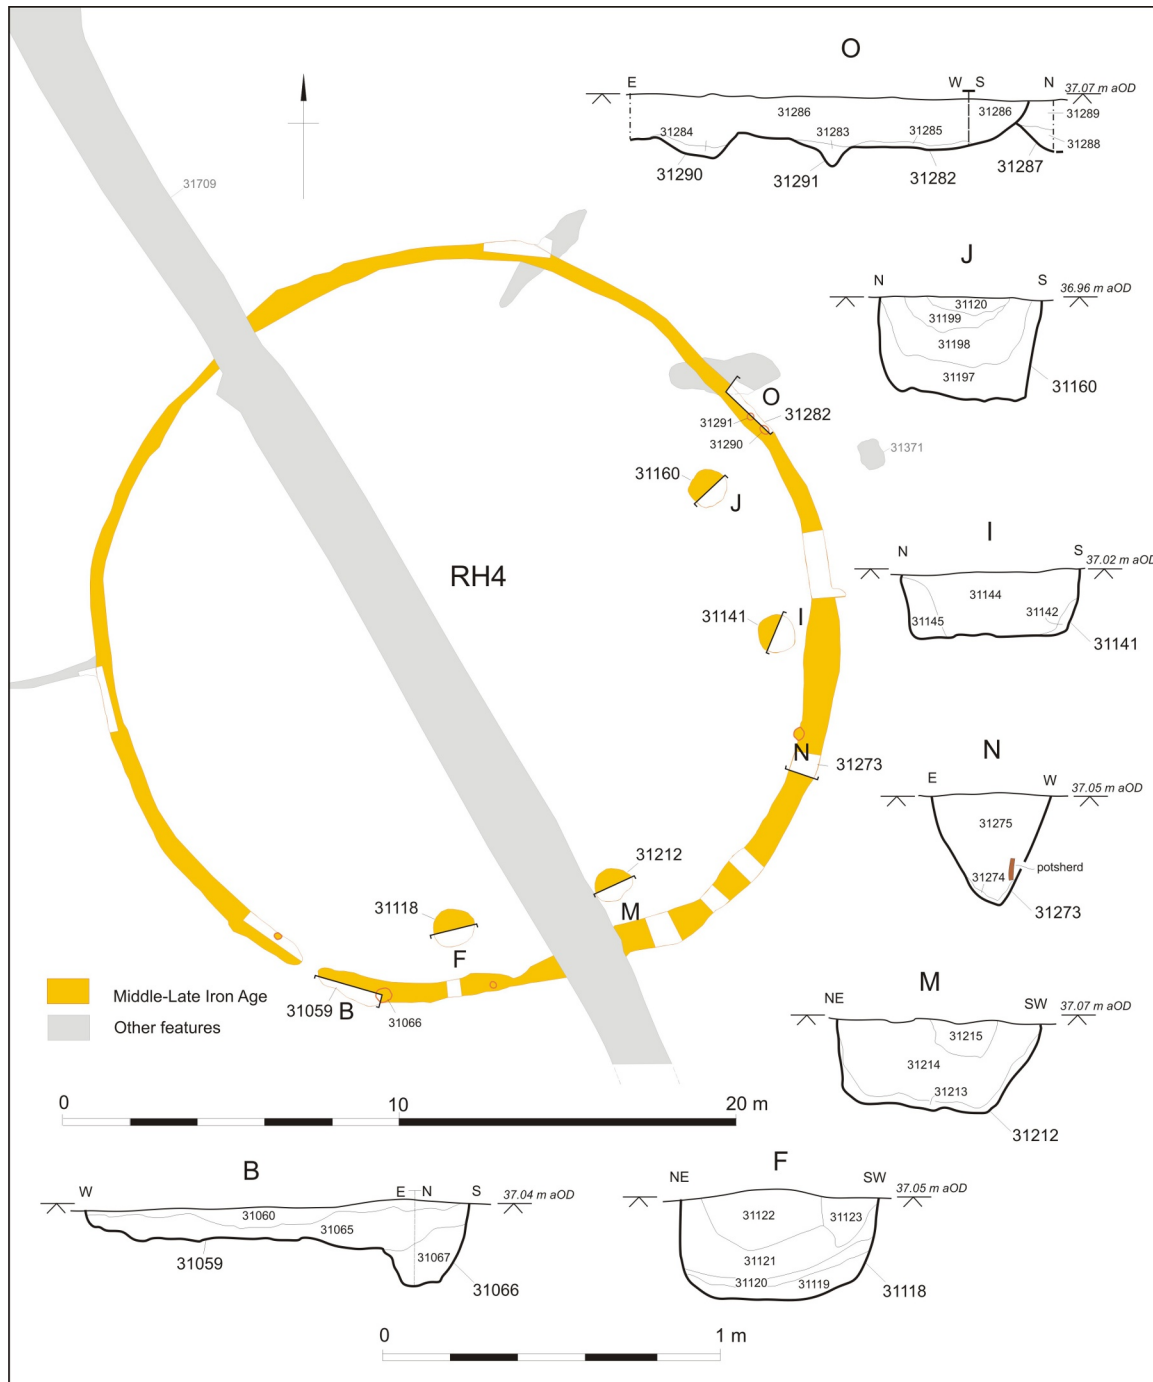 O
E
W
S
N
37.07 m aOD
31286
31286
31289
31284
31283
31285
31288
31290
31291
31282
31287
31709
J
N
S
36.96 m aOD
31120
31199
31198
31197
31160
O
31291
31282
31290
31371
31160
J
RH4
I
N
S
37.02 m aOD
31144
31145
31142
31141
31141
I
N
31273
N
E
W
37.05 m aOD
31275
31274
potsherd
31273
31212
M
31118
F
31059
B
31066
Middle-Late Iron Age
Other features
M
NE
SW
37.07 m aOD
31215
31214
31213
31212
0
10
20 m
B
W
E
N
S
37.04 m aOD
31060
31065
31067
31059
31066
F
NE
SW
37.05 m aOD
31122
31123
31121
31120
31119
31118
0
1 m